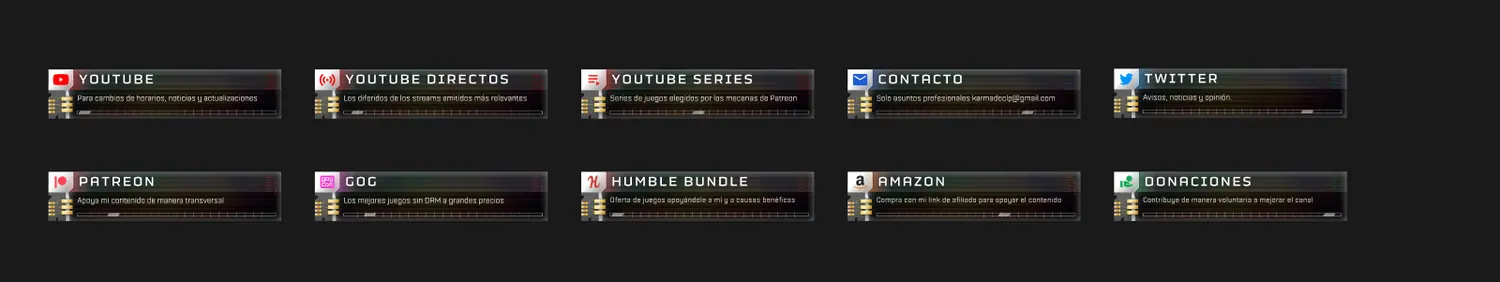 YOUTUBE
Para cambios de horarios, noticias y actualizaciones
YOUTUBE DIRECTOS
Los diferidos de los streams emitidos más relevantes
YOUTUBE SERIES
Series de juegos elegidos por los mecenas de Patreon
CONTACTO
Solo asuntos profesionales karmadeclp@gmail.com
TWITTER
Avisos, noticias y opinión.
PATREON
Apoya mi contenido de manera transversal
GOG
Los mejores juegos sin DRM a grandes precios
HUMBLE BUNDLE
Oferta de juegos apoyándole a mí y a causas benéficas
AMAZON
Compra con mi link de afiliado para apoyar el contenido
DONACIONES
Contribuye de manera voluntaria a mejorar el canal